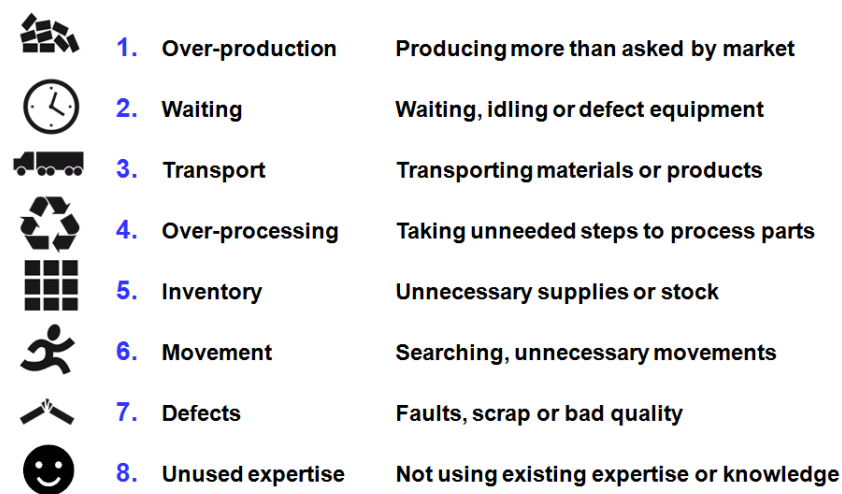 1. Over-production Producing more than asked by market
2. Waiting Waiting, idling or defect equipment
3. Transport Transporting materials or products
4. Over-processing Taking unneeded steps to process parts
5. Inventory Unnecessary supplies or stock
6. Movement Searching, unnecessary movements
7. Defects Faults, scrap or bad quality
8. Unused expertise Not using existing expertise or knowledge